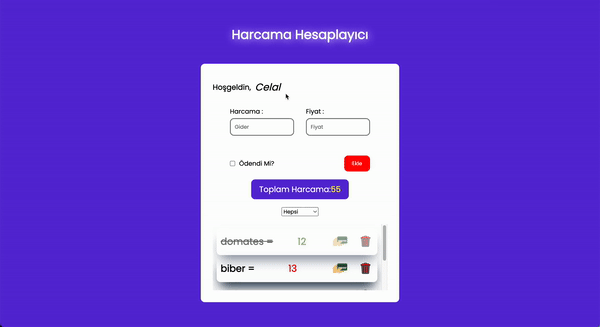 Harcama Hesaplayıcı
Hoşgeldin, Celal
Harcama : Fiyat :
Gider Fiyat
Ödendi Mi? Ekle
Toplam Harcama:55
Hepsi
domates = 12
biber = 13